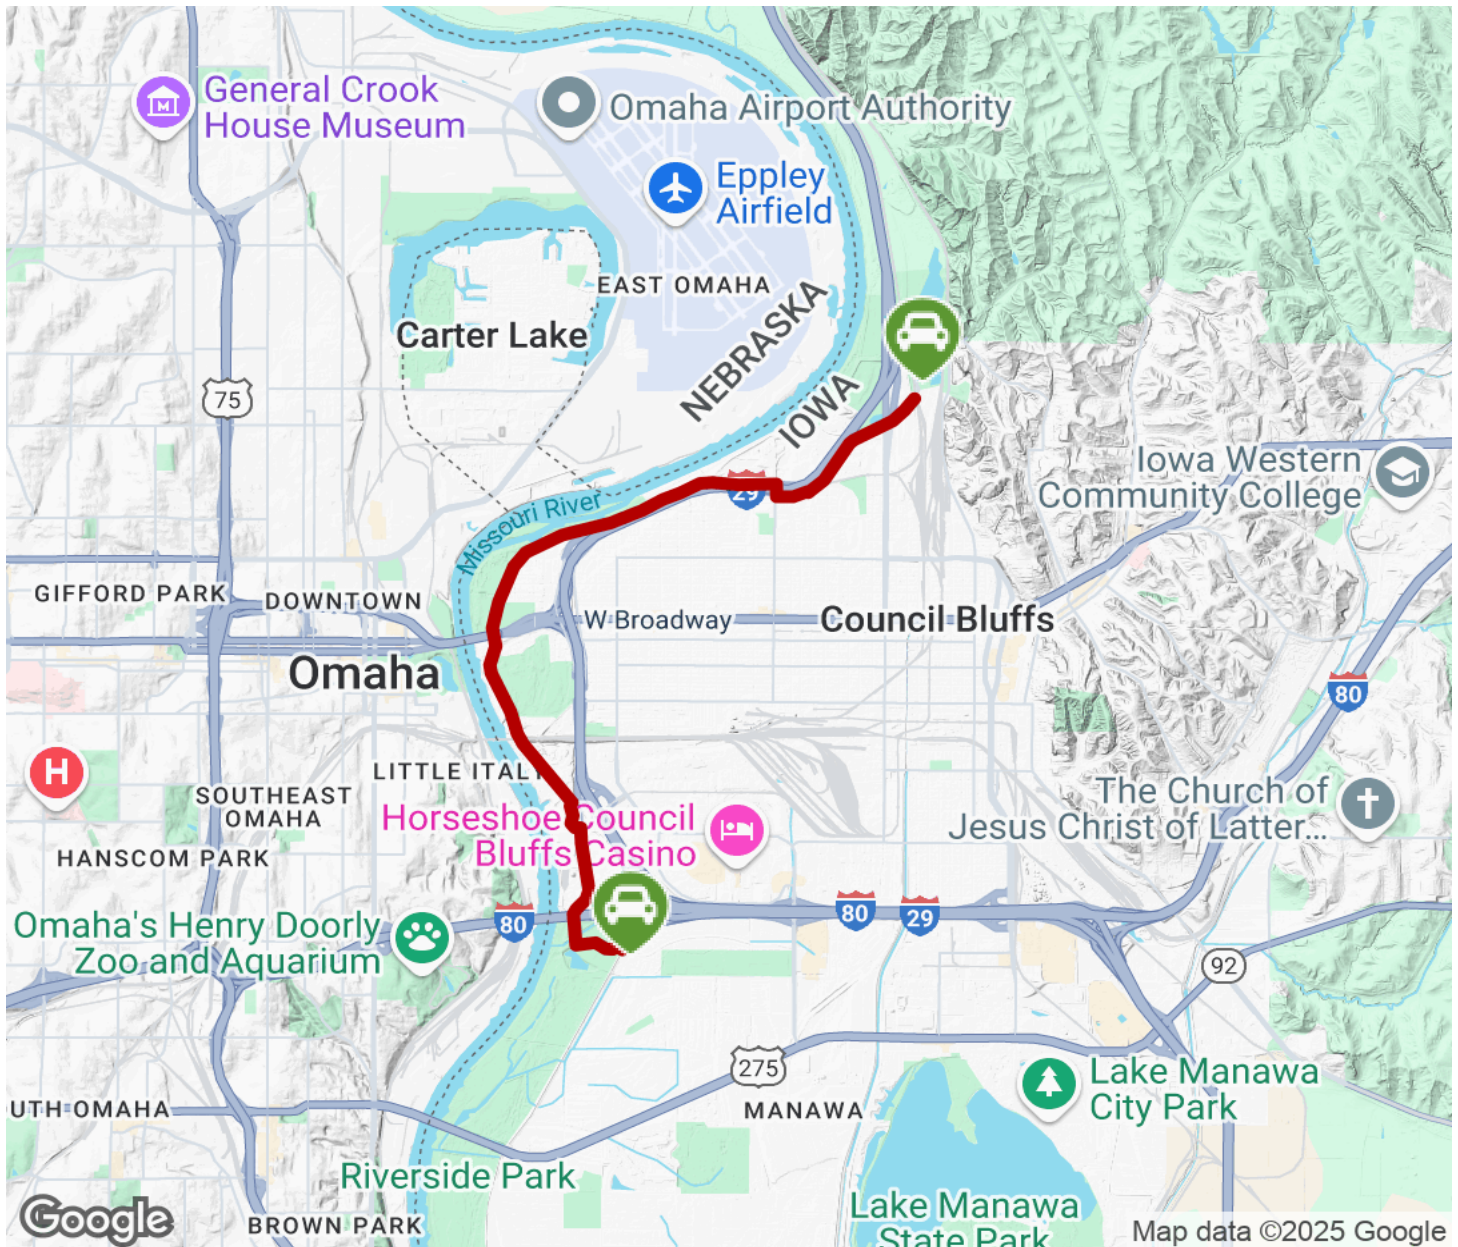 General Crook
House Museum
M
Omaha Airport Authority
Eppley
Airfield
EAST OMAHA
NEBRASKA
IOWA
Carter Lake
75
29
Iowa Western
Community College
Missouri River
GIFFORD PARK
DOWNTOWN
W Broadway
Council Bluffs
Omaha
80
H
LITTLE ITALY
SOUTHEAST
OMAHA
HANSCOM PARK
Horseshoe Council
Bluffs Casino
The Church of
Jesus Christ of Latter...
Omaha's Henry Doorly
Zoo and Aquarium
80
80
29
92
275
Lake Manawa
City Park
MANAWA
UTH OMAHA
Riverside Park
Lake Manawa
State Park
BROWN PARK
Google
Map data ©2025 Google